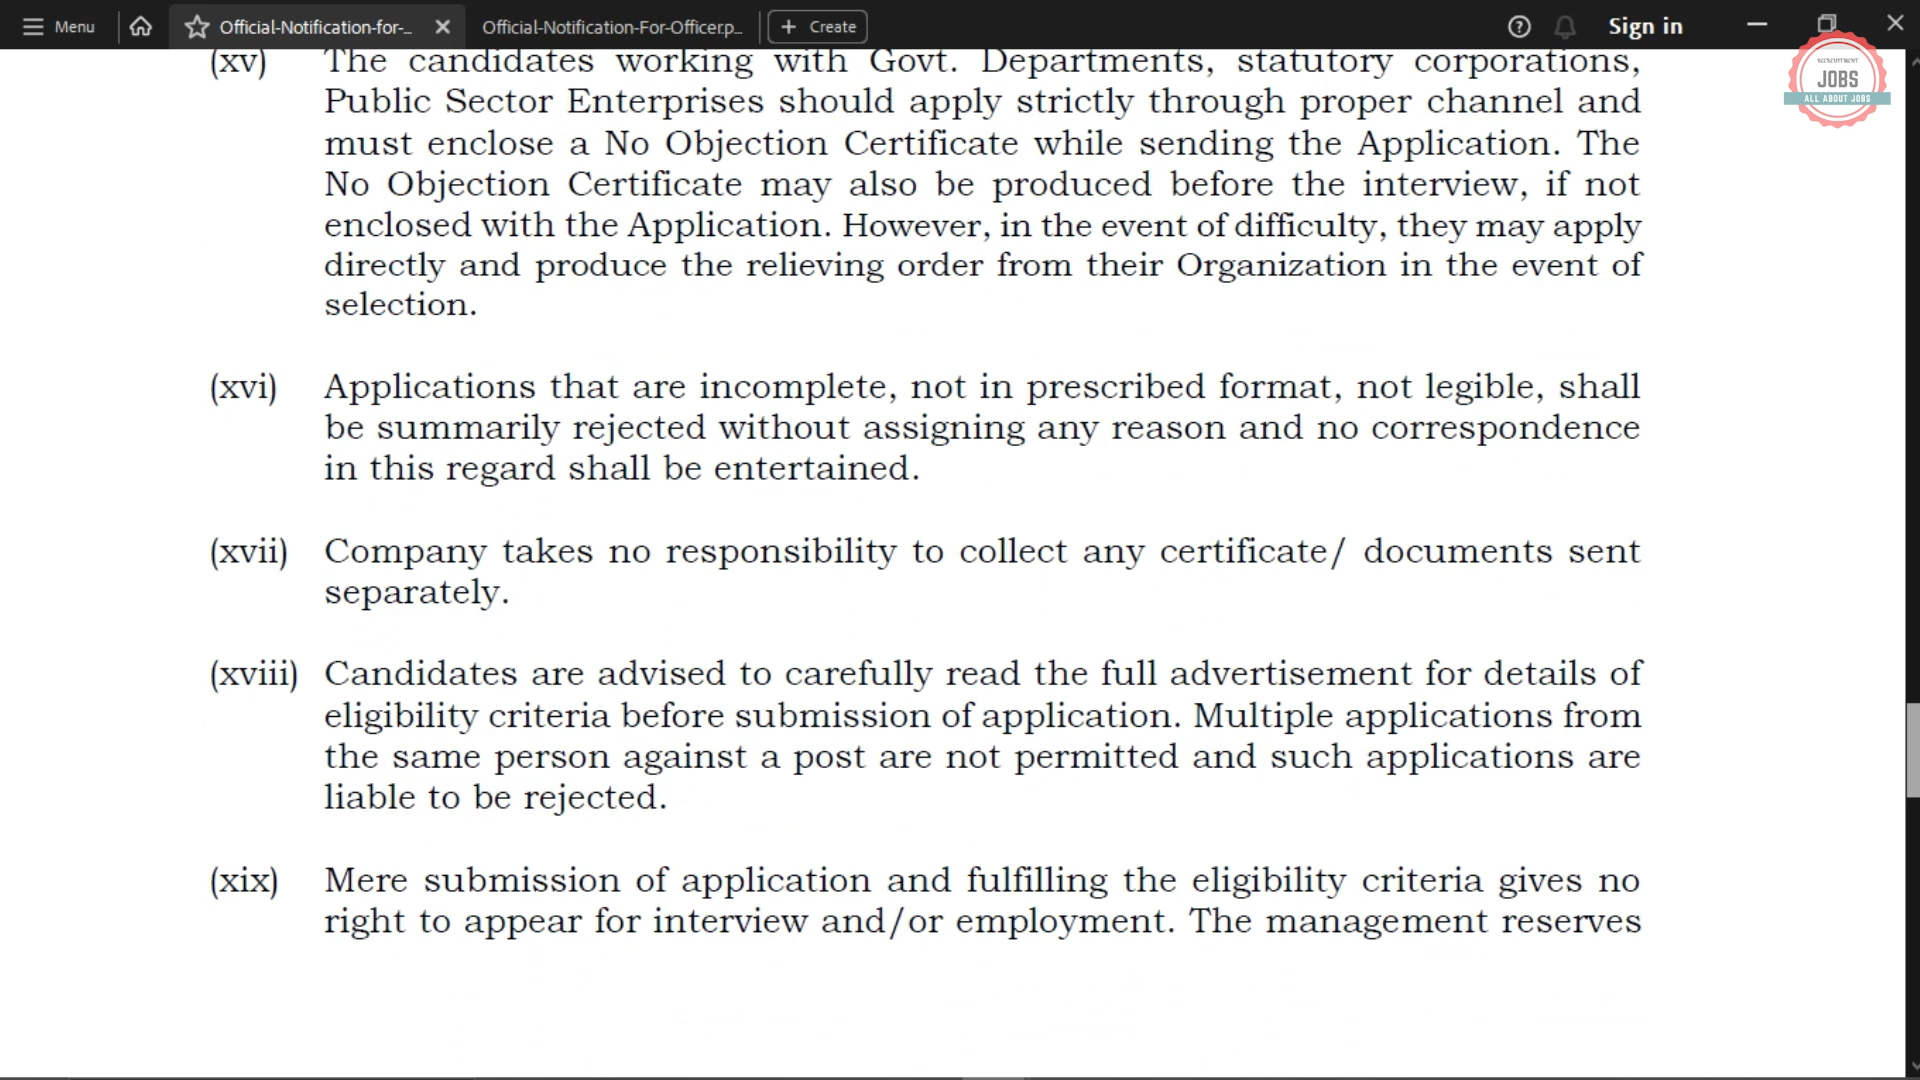 Menu
Official-Notification-for-...
Official-Notification-For-Officer.p...
+ Create
Sign in
RECRUITMENT
JOBS
ALL ABOUT JOBS
(xv) The candidates working with Govt. Departments, statutory corporations,
Public Sector Enterprises should apply strictly through proper channel and
must enclose a No Objection Certificate while sending the Application. The
No Objection Certificate may also be produced before the interview, if not
enclosed with the Application. However, in the event of difficulty, they may apply
directly and produce the relieving order from their Organization in the event of
selection.
(xvi) Applications that are incomplete, not in prescribed format, not legible, shall
be summarily rejected without assigning any reason and no correspondence
in this regard shall be entertained.
(xvii) Company takes no responsibility to collect any certificate/ documents sent
separately.
(xviii) Candidates are advised to carefully read the full advertisement for details of
eligibility criteria before submission of application. Multiple applications from
the same person against a post are not permitted and such applications are
liable to be rejected.
(xix) Mere submission of application and fulfilling the eligibility criteria gives no
right to appear for interview and/or employment. The management reserves